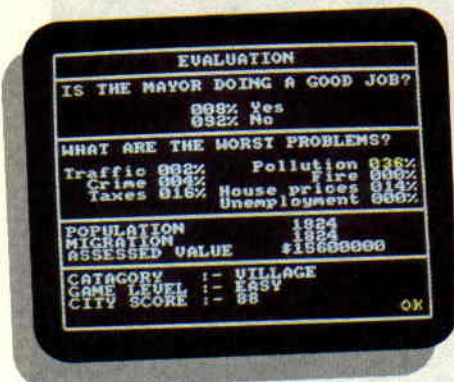 EVALUATION
IS THE MAYOR DOING A GOOD JOB?
008% Yes
092% No
WHAT ARE THE WORST PROBLEMS?
Traffic 002% Pollution 036%
Crime 004% Fire 000%
Taxes 016% House prices 014%
Unemployment 000%
POPULATION 1824
MIGRATION 1824
ASSESSED VALUE $15600000
CATAGORY :- VILLAGE
GAME LEVEL :- EASY
CITY SCORE :- 88
OK